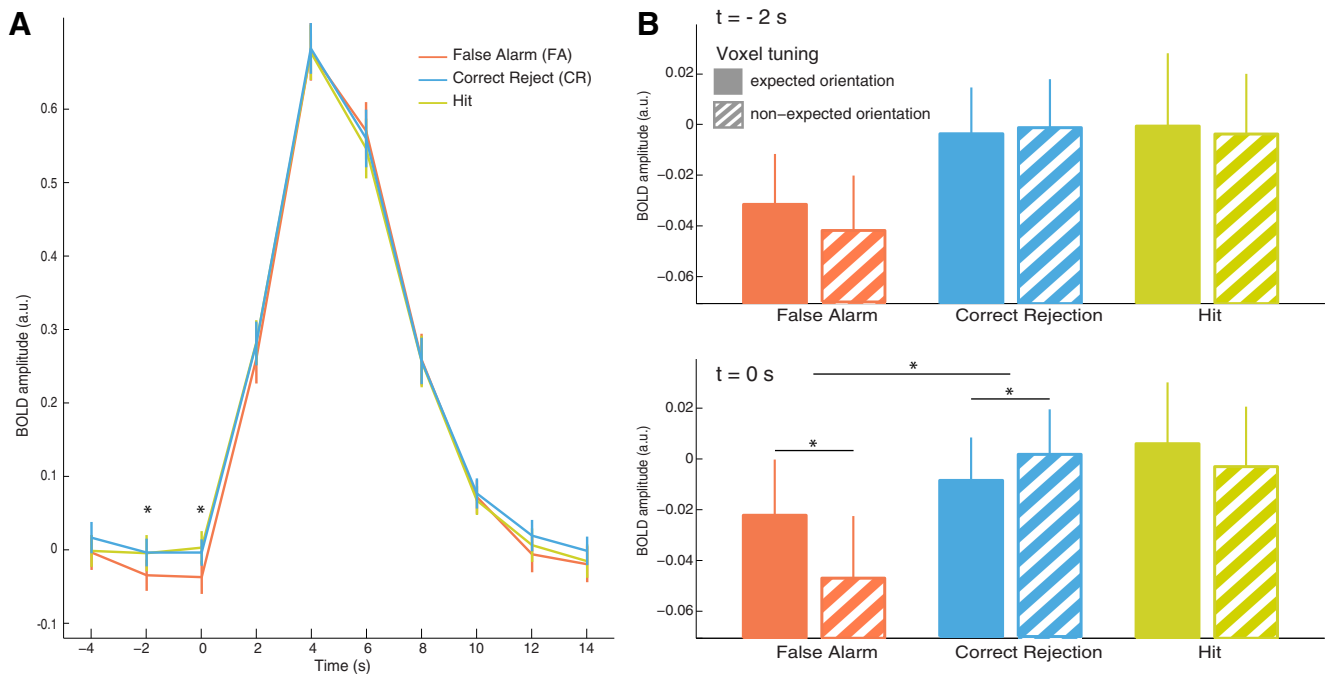 A
False Alarm (FA)
Correct Reject (CR)
Hit
BOLD amplitude (a.u.)
0.6
0.5
0.4
0.3
0.2
0.1
0
-0.1
* *
−4 −2 0 2 4 6 8 10 12 14
Time (s)
B
t = - 2 s
Voxel tuning
expected orientation
non−expected orientation
BOLD amplitude (a.u.)
0.02
0
−0.02
−0.04
−0.06
False Alarm Correct Rejection Hit
t = 0 s
*
*
*
BOLD amplitude (a.u.)
0.02
0
−0.02
−0.04
−0.06
False Alarm Correct Rejection Hit